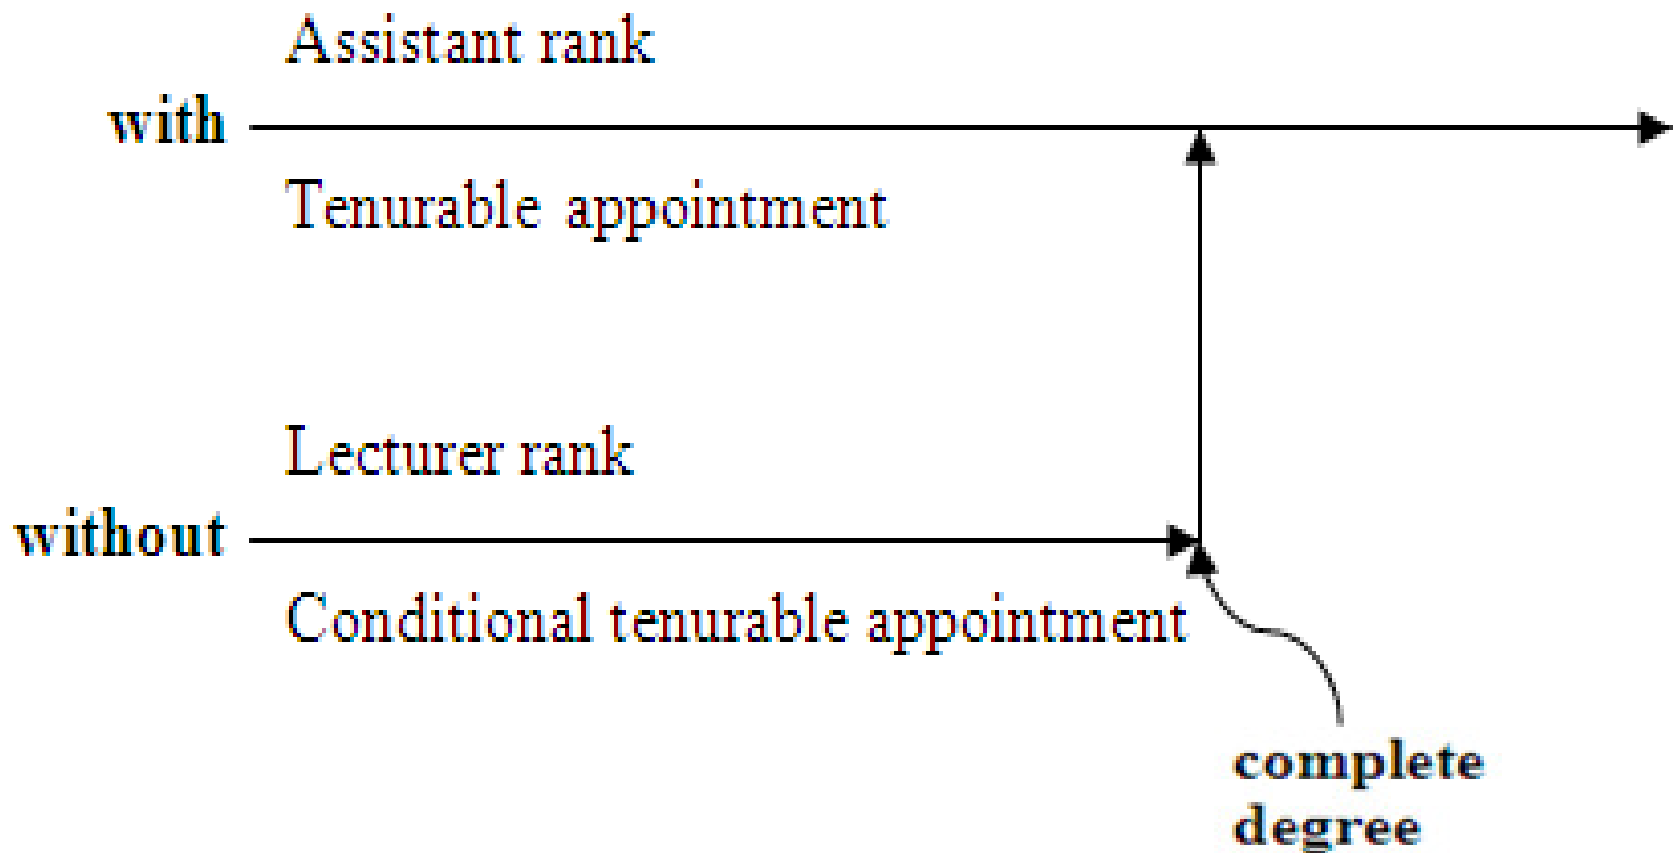 Assistant rank
with
Tenurable appointment
Lecturer rank
without
Conditional tenurable appointment
complete
degree